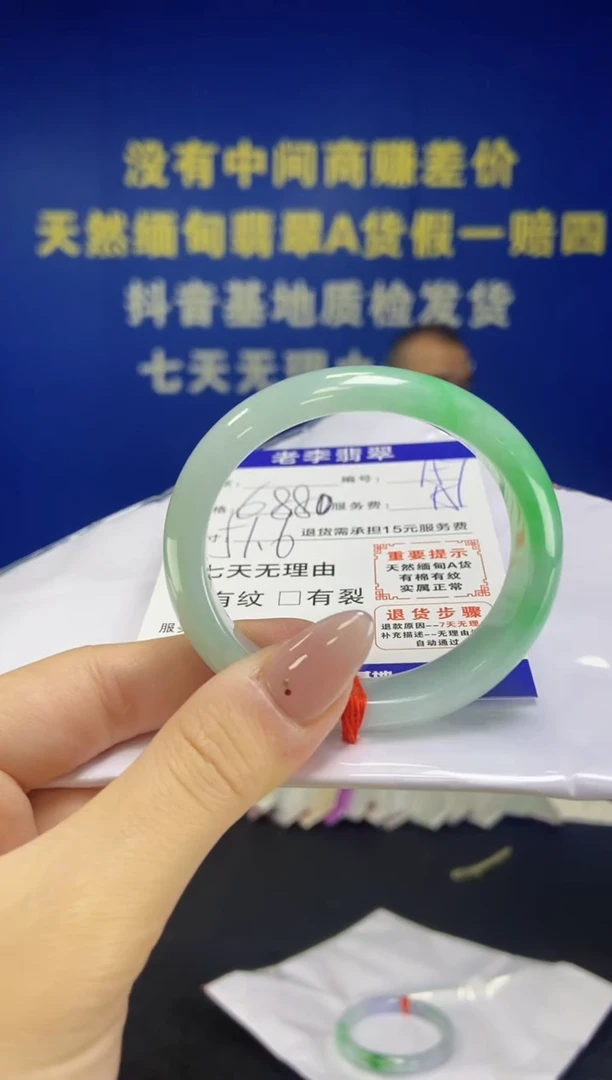 没有中间商赚差价
天然缅甸翡翠A货假一赔四
抖音基地质检发货
七天无理由
老李翡翠
编号:
格: 6880 服务费:
寸 51.6 退货需承担15元服务费
七天无理由
有纹 □有裂
重要提示
天然缅甸A货
有棉有纹
实属正常
退货步骤
退款原因--7天无理
补充描述--无理由
自动通过
服